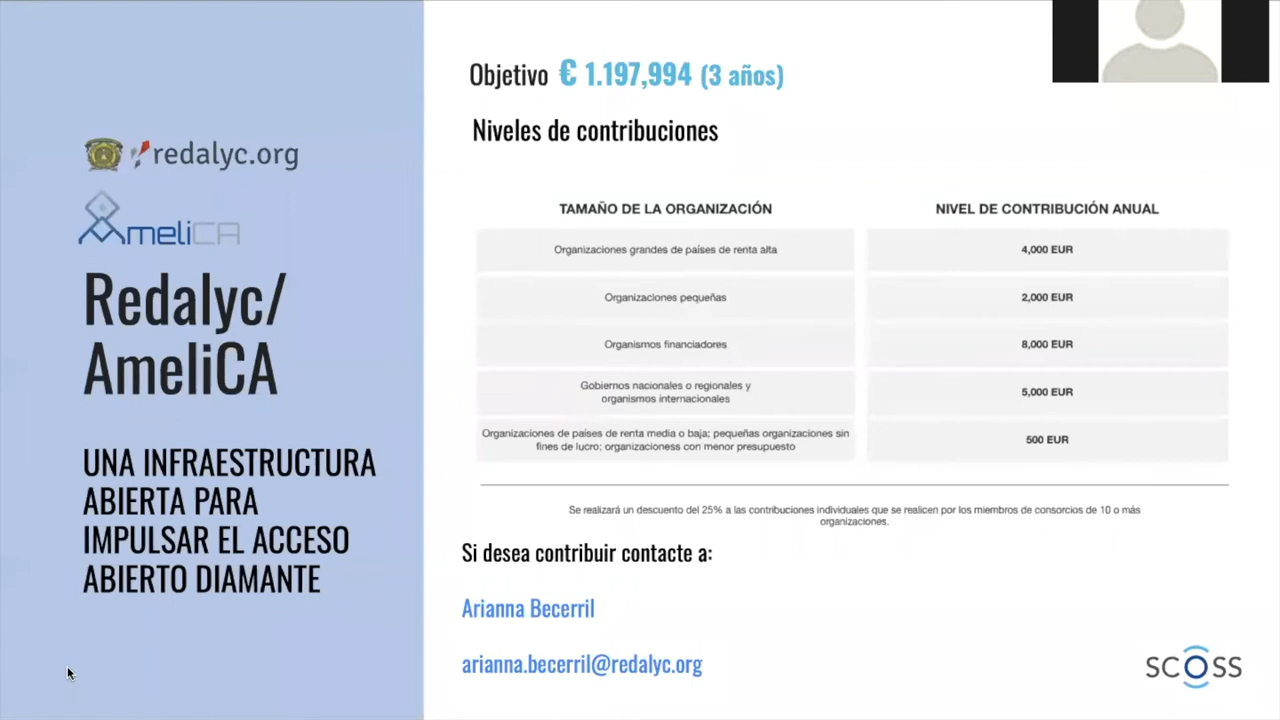 redalyc.org
AmeliCA
Redalyc/
AmeliCA
UNA INFRAESTRUCTURA
ABIERTA PARA
IMPULSAR EL ACCESO
ABIERTO DIAMANTE
Objetivo € 1.197,994 (3 años)
Niveles de contribuciones
TAMAÑO DE LA ORGANIZACIÓN NIVEL DE CONTRIBUCIÓN ANUAL
Organizaciones grandes de países de renta alta 4,000 EUR
Organizaciones pequeñas 2,000 EUR
Organismos financiadores 8,000 EUR
Gobiernos nacionales o regionales y
organismos internacionales 5,000 EUR
Organizaciones de países de renta media o baja; pequeñas organizaciones sin
fines de lucro; organizacioness con menor presupuesto 500 EUR
Se realizará un descuento del 25% a las contribuciones individuales que se realicen por los miembros de consorcios de 10 o más
organizaciones.
Si desea contribuir contacte a:
Arianna Becerril
arianna.becerril@redalyc.org
SCOSS